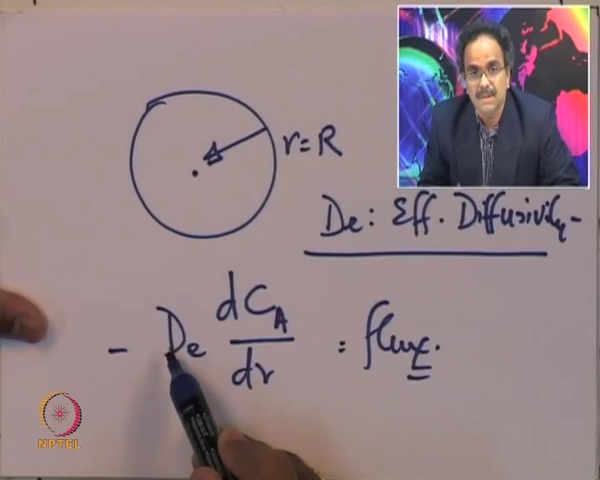 r=R
De: Eff. Diffusivity
- De dCA/dr = flux.
NPTEL